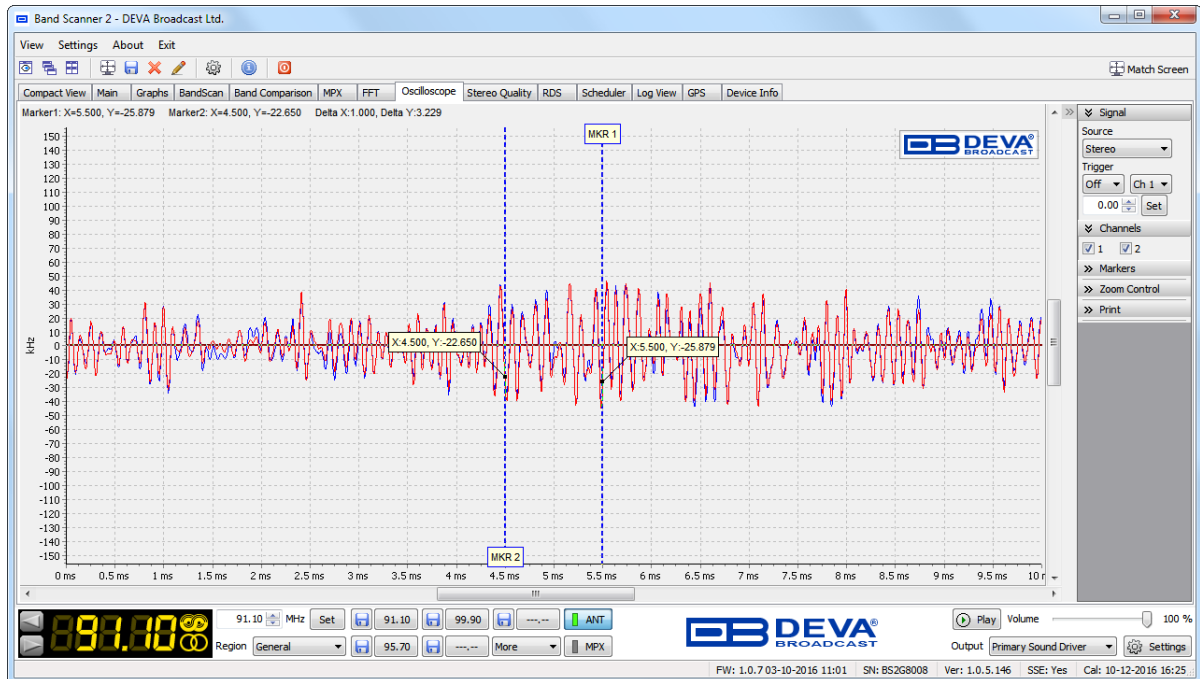 Band Scanner 2 - DEVA Broadcast Ltd.
View Settings About Exit
Match Screen
Compact View Main Graphs BandScan Band Comparison MPX FFT Oscilloscope Stereo Quality RDS Scheduler Log View GPS Device Info
Marker1: X=5.500, Y=-25.879 Marker2: X=4.500, Y=-22.650 Delta X:1.000, Delta Y:3.229
MKR 1
DEVA®
BROADCAST
150
140
130
120
110
100
90
80
70
60
50
40
30
20
10
0
-10
-20
-30
-40
-50
-60
-70
-80
-90
-100
-110
-120
-130
-140
-150
kHz
X:4.500, Y:-22.650
X:5.500, Y:-25.879
MKR 2
0 ms 0.5 ms 1 ms 1.5 ms 2 ms 2.5 ms 3 ms 3.5 ms 4 ms 4.5 ms 5 ms 5.5 ms 6 ms 6.5 ms 7 ms 7.5 ms 8 ms 8.5 ms 9 ms 9.5 ms 10 r
Signal
Source
Stereo
Trigger
Off Ch 1
0.00 Set
Channels
1 2
Markers
Zoom Control
Print
91.10
91.10 MHz Set 91.10 99.90 ---.-- ANT
Region General 95.70 ---.-- More MPX
DEVA®
BROADCAST
Play Volume 100 %
Output Primary Sound Driver Settings
FW: 1.0.7 03-10-2016 11:01 SN: BS2G8008 Ver: 1.0.5.146 SSE: Yes Cal: 10-12-2016 16:25